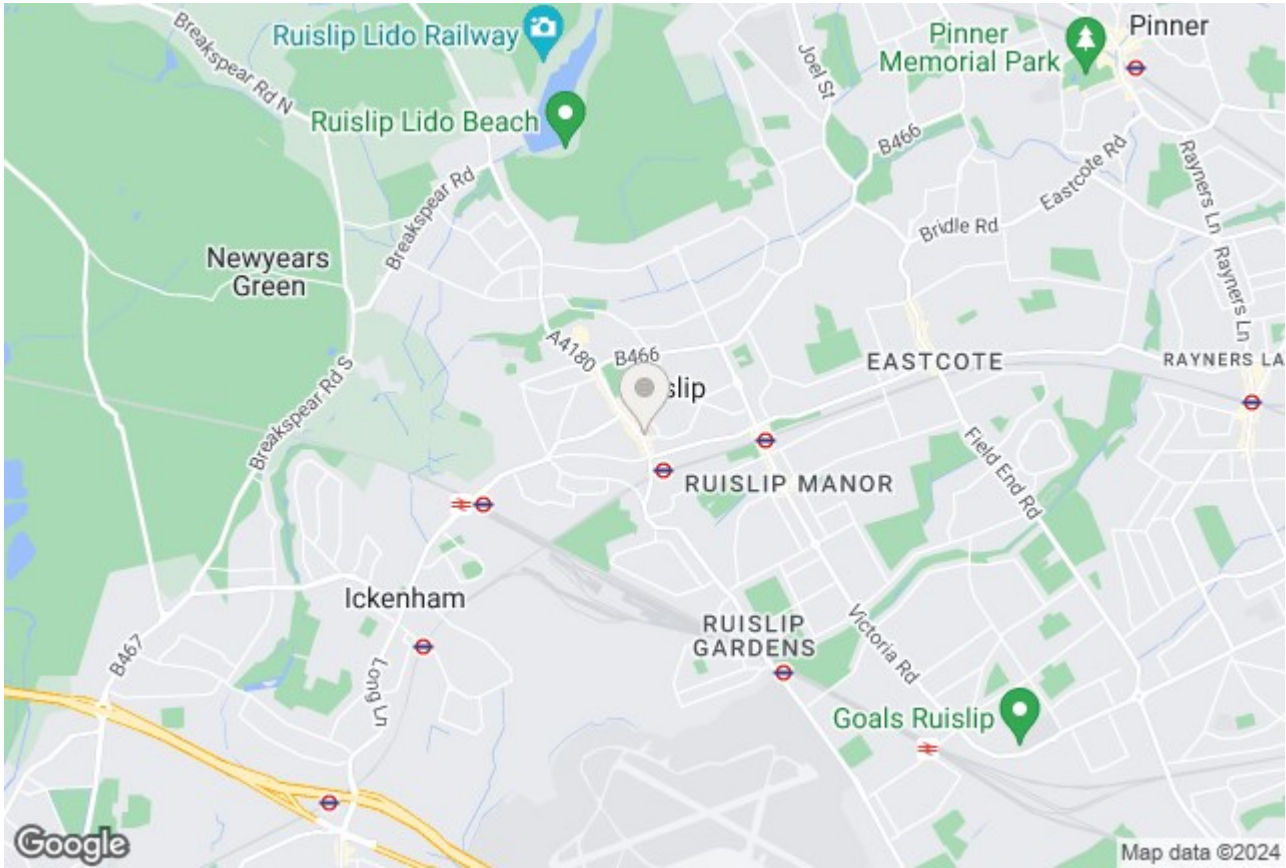 Breakspear Rd N
Ruislip Lido Railway
Ruislip Lido Beach
Joel St
Pinner
Memorial Park
Pinner
B466
Eastcote Rd
Rayners Ln
Rayners Ln
Breakspear Rd
Bridle Rd
Newyears
Green
A4180
B466
EASTCOTE
RAYNERS LA
slip
Breakspear Rd S
Field End Rd
RUISLIP MANOR
Ickenham
RUISLIP
GARDENS
Victoria Rd
B467
Long Ln
Goals Ruislip
Google
Map data ©2024